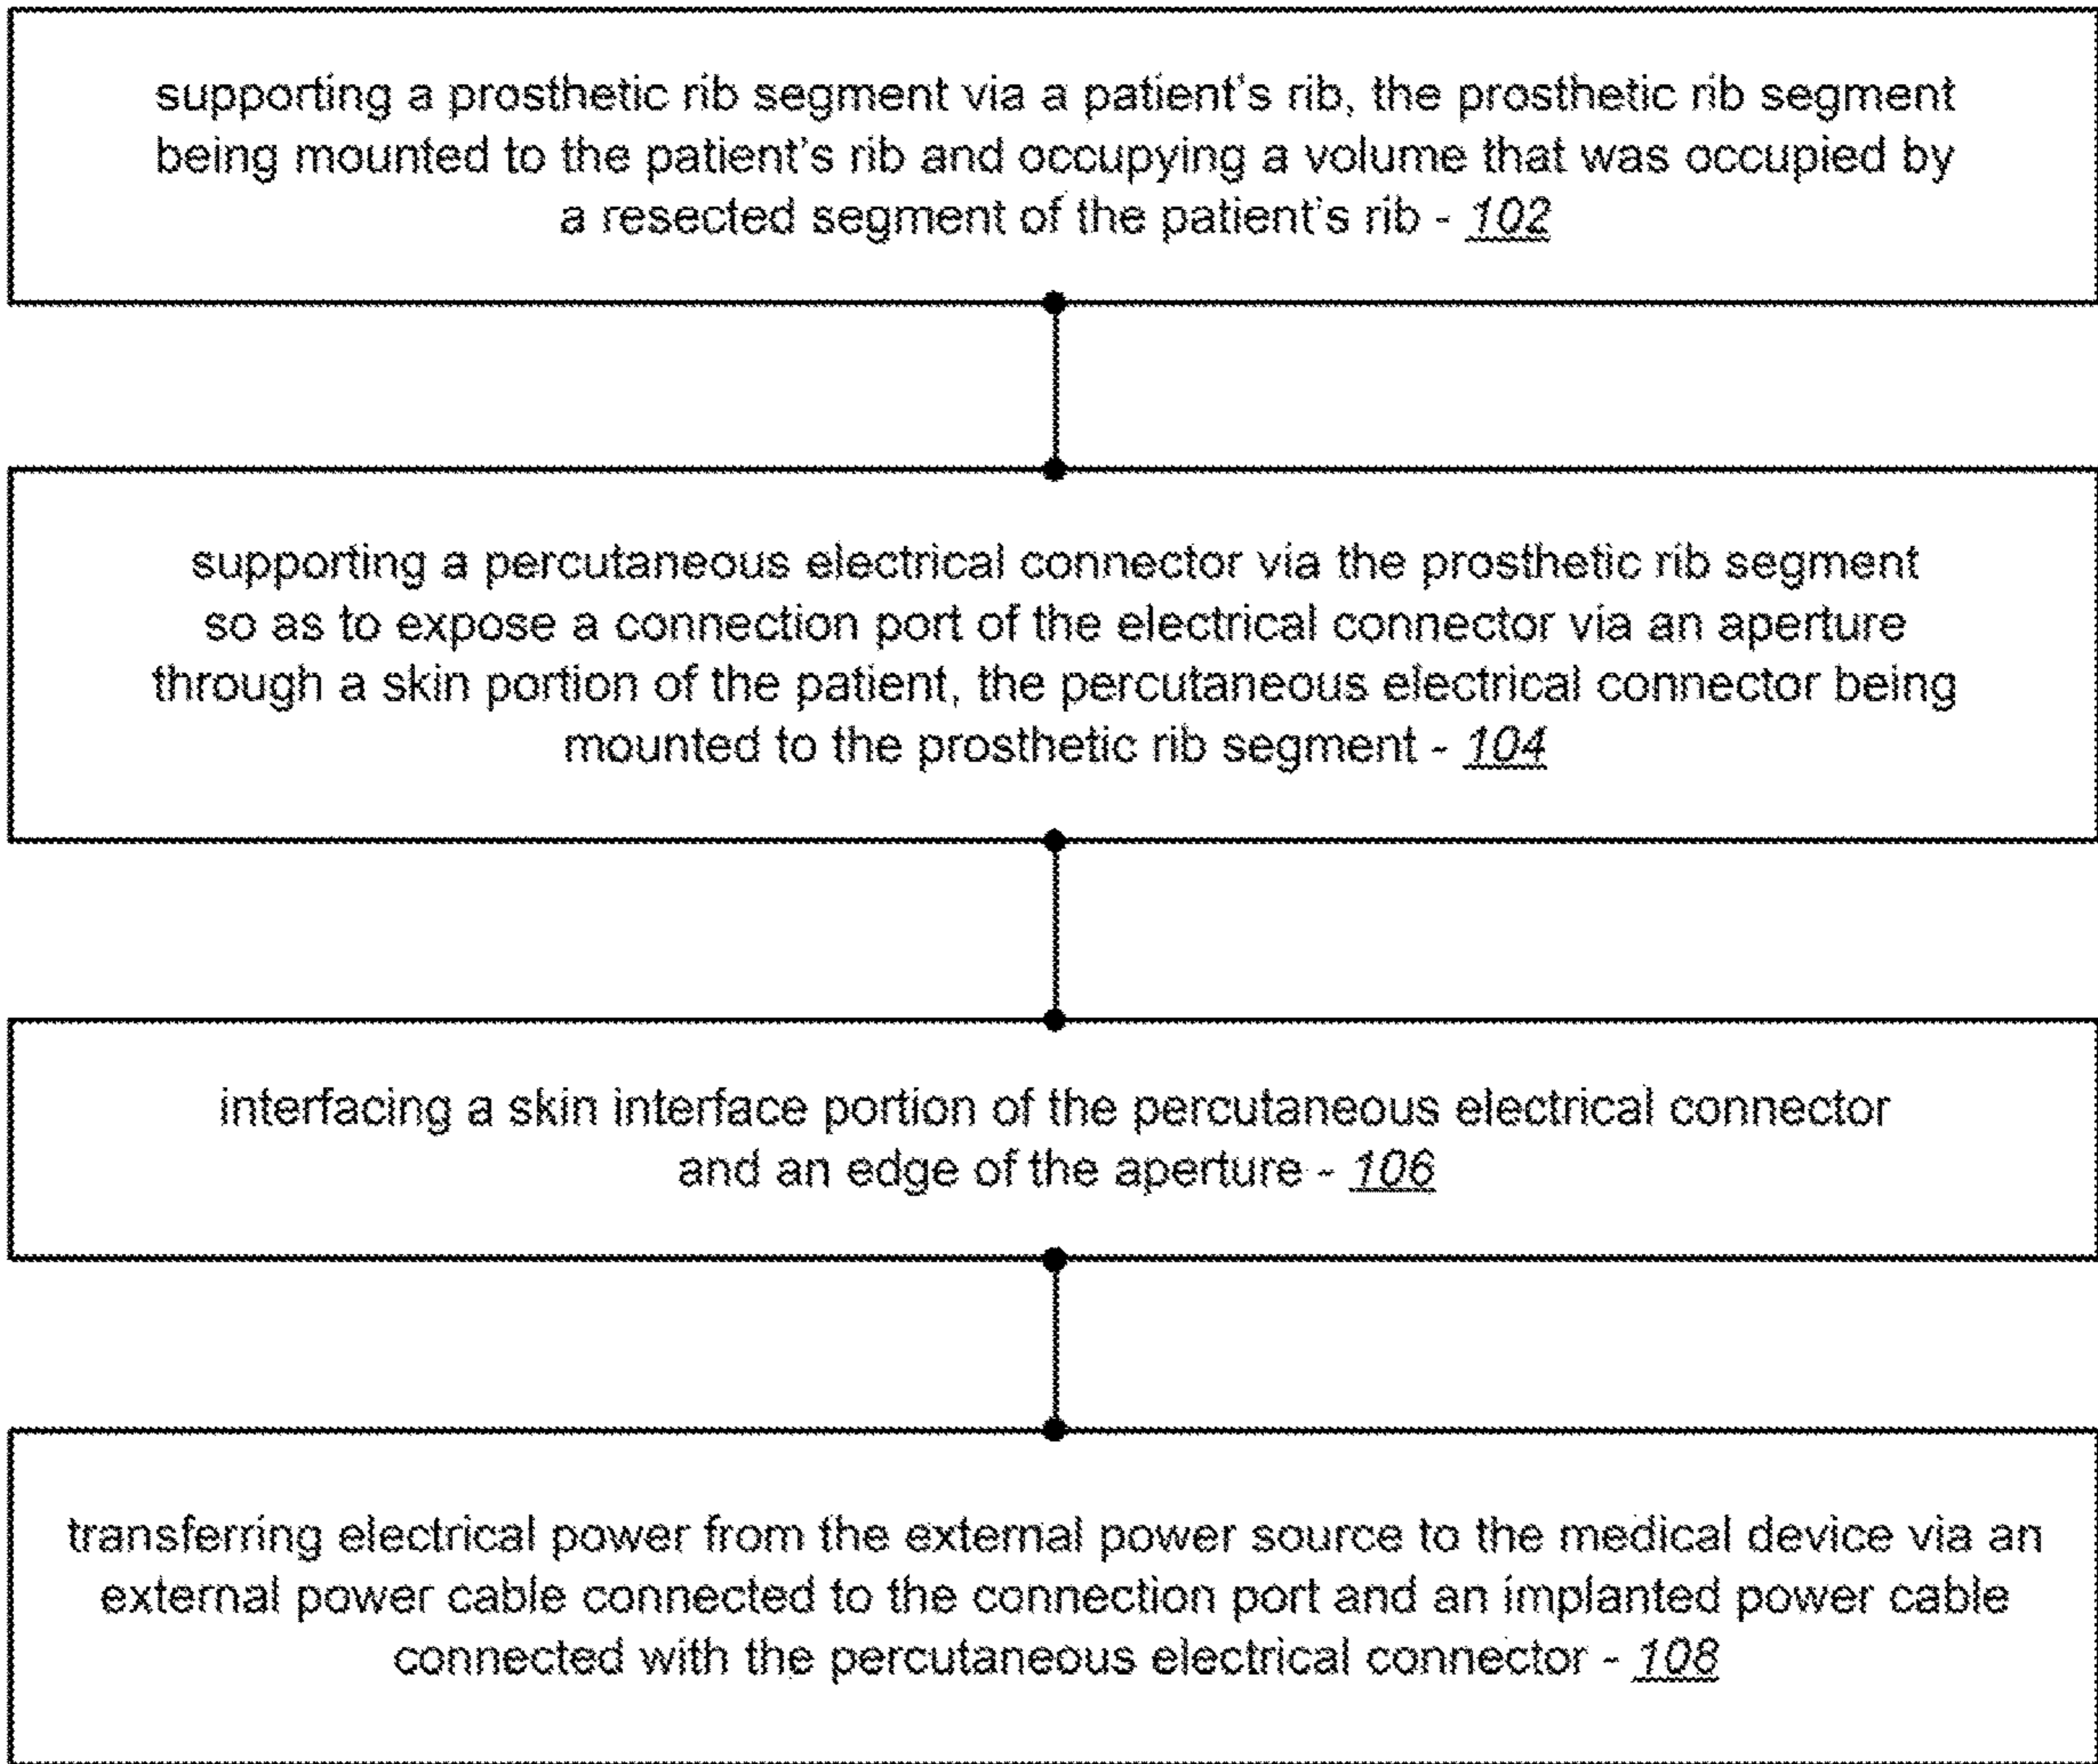 supporting a prosthetic rib segment via a patient's rib, the prosthetic rib segment
being mounted to the patient's rib and occupying a volume that was occupied by
a resected segment of the patient's rib - 102
supporting a percutaneous electrical connector via the prosthetic rib segment
so as to expose a connection port of the electrical connector via an aperture
through a skin portion of the patient, the percutaneous electrical connector being
mounted to the prosthetic rib segment - 104
interfacing a skin interface portion of the percutaneous electrical connector
and an edge of the aperture - 106
transferring electrical power from the external power source to the medical device via an
external power cable connected to the connection port and an implanted power cable
connected with the percutaneous electrical connector - 108